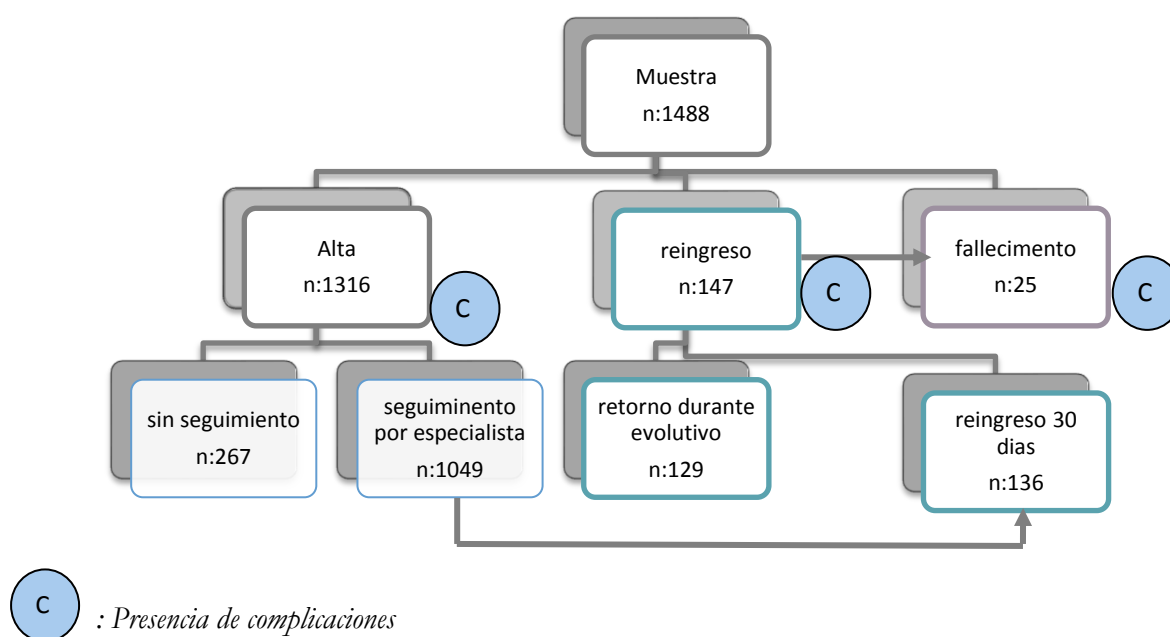 Muestra
n:1488
Alta
n:1316
C
reingreso
n:147
C
fallecimento
n:25
C
sin seguimiento
n:267
seguiminento
por especialista
n:1049
retorno durante
evolutivo
n:129
reingreso 30
dias
n:136
C
: Presencia de complicaciones